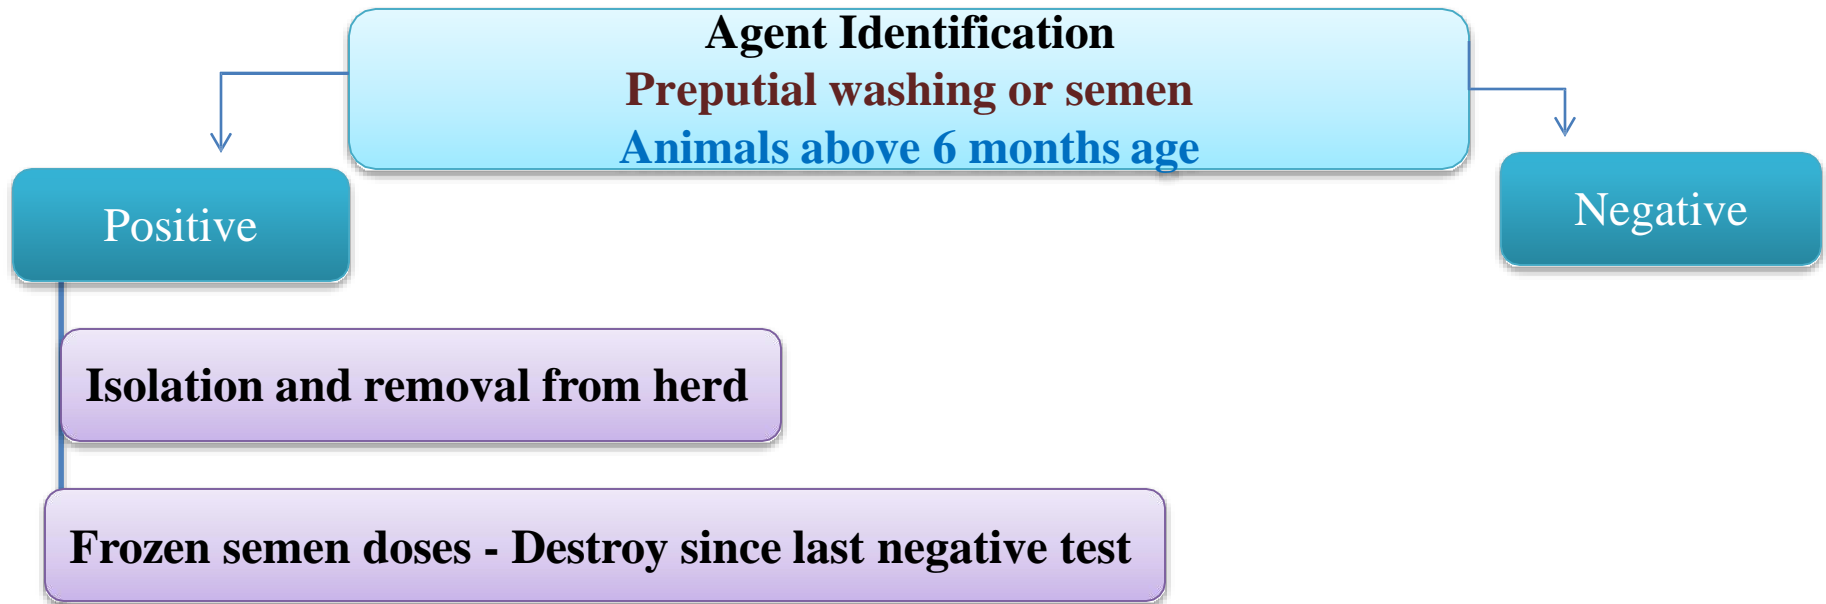 Agent Identification
Preputial washing or semen
Animals above 6 months age
Positive
Negative
Isolation and removal from herd
Frozen semen doses - Destroy since last negative test